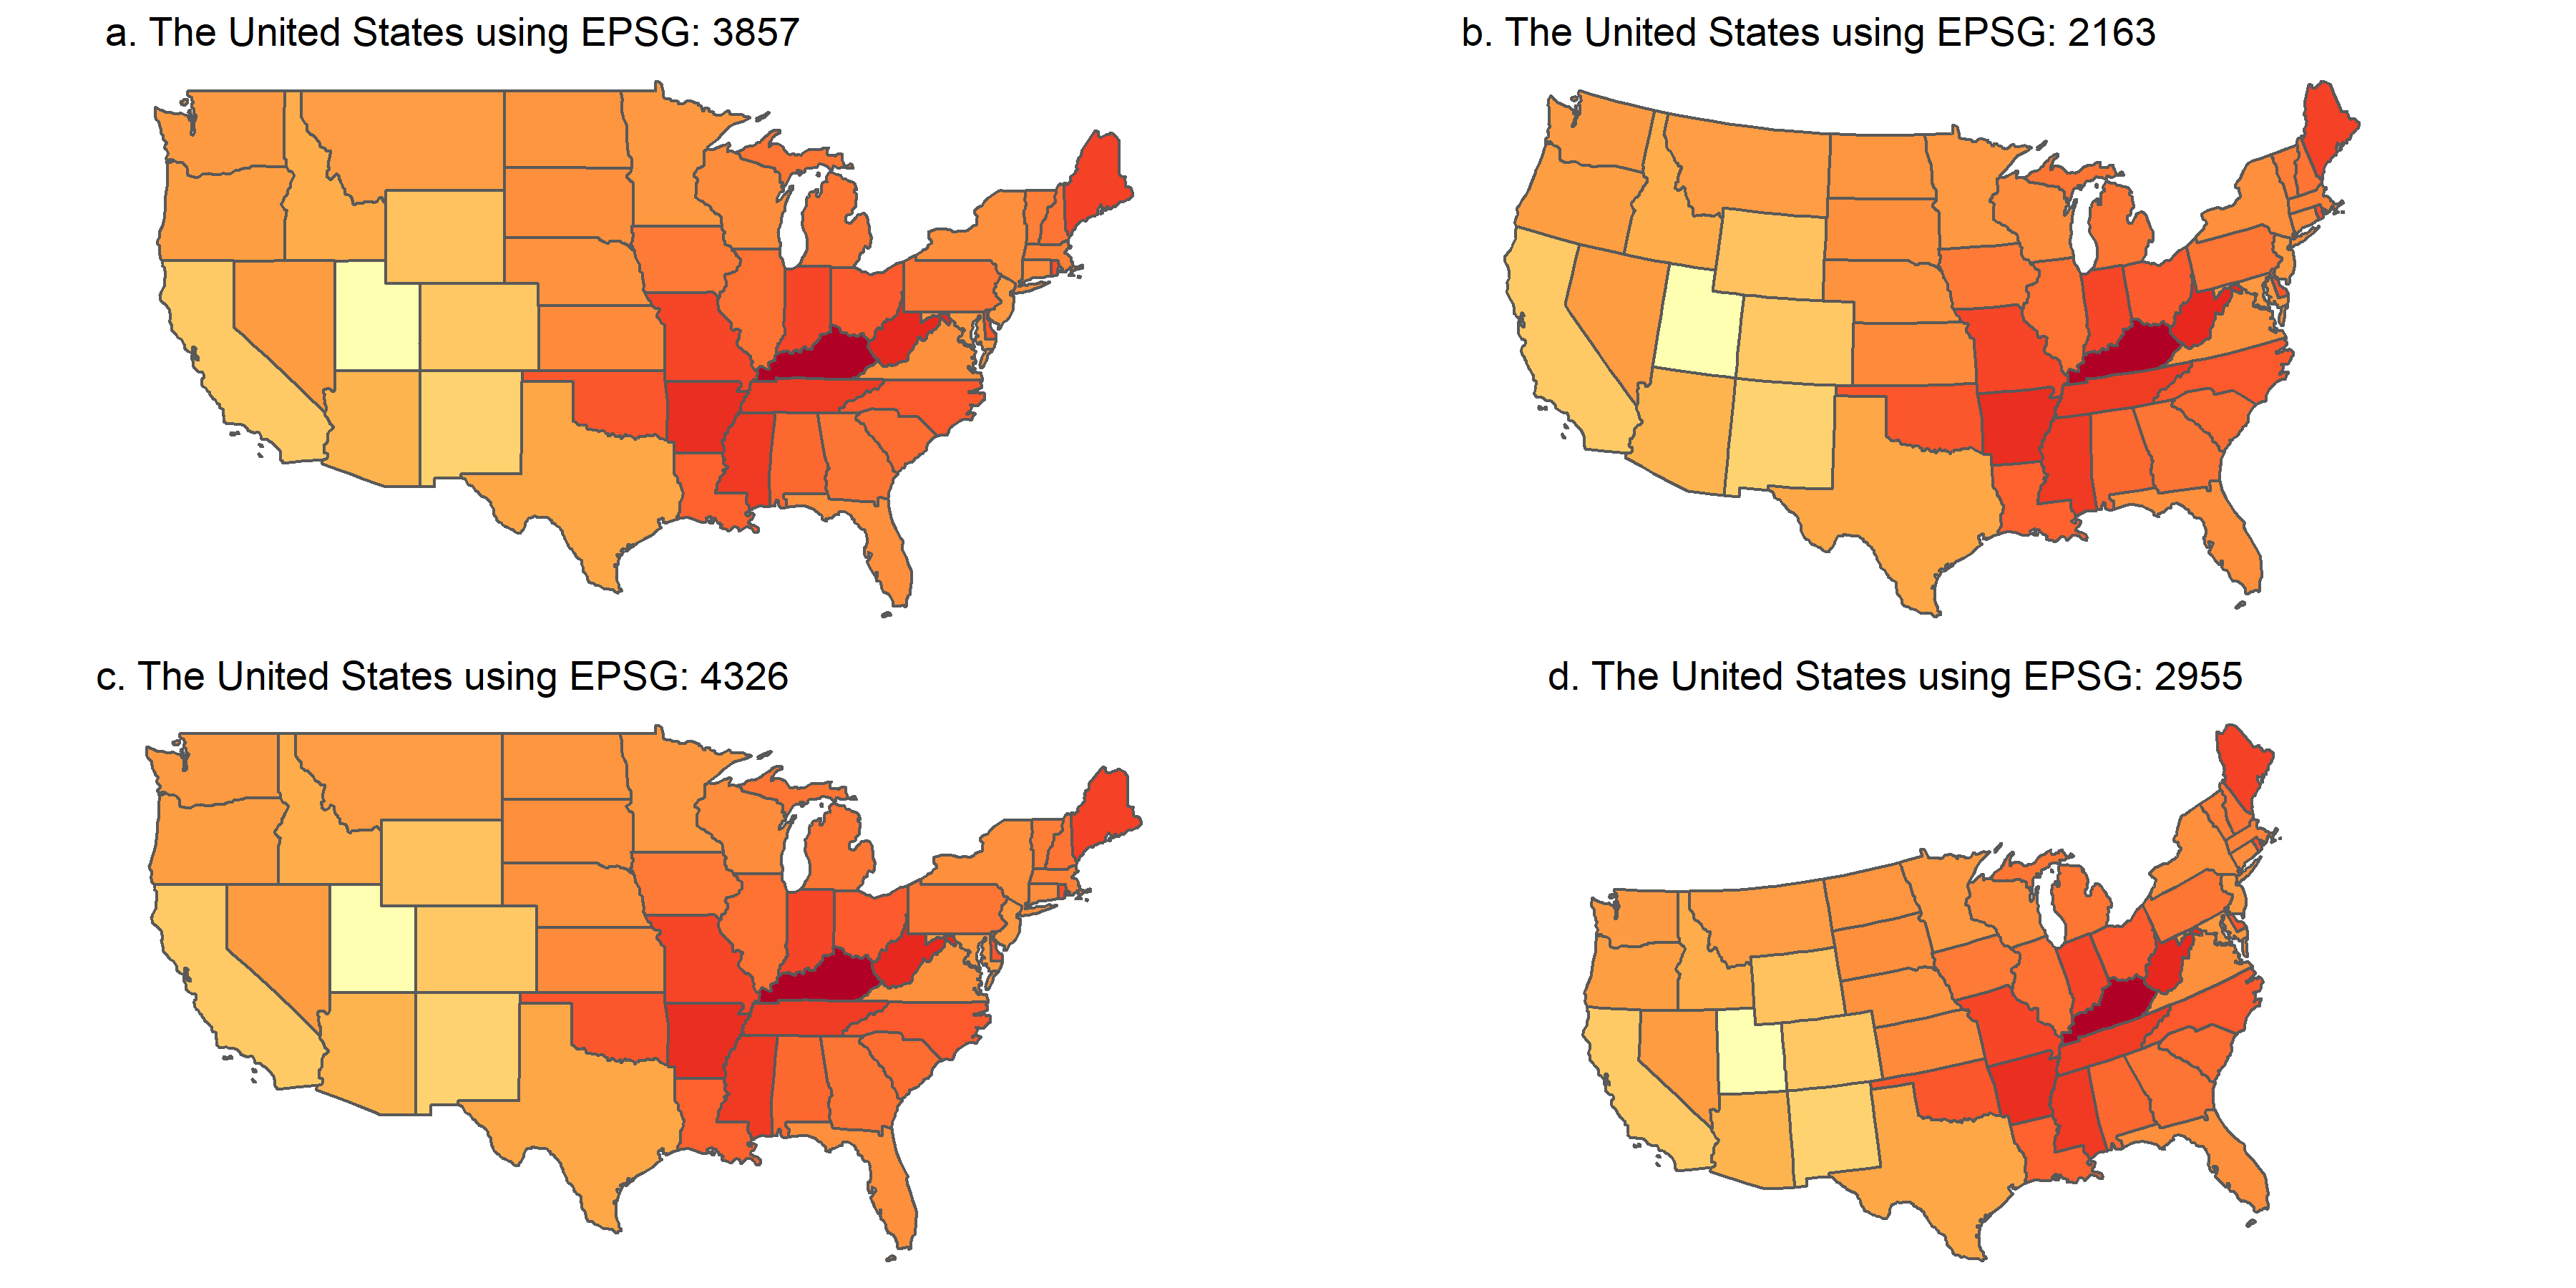 a. The United States using EPSG: 3857
b. The United States using EPSG: 2163
c. The United States using EPSG: 4326
d. The United States using EPSG: 2955